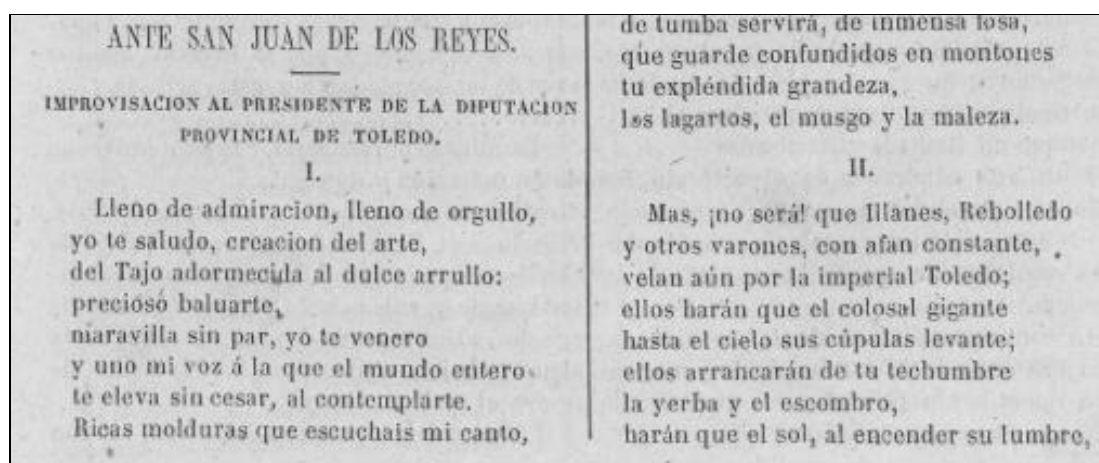 ANTE SAN JUAN DE LOS REYES.
IMPROVISACION AL PRESIDENTE DE LA DIPUTACION
PROVINCIAL DE TOLEDO.
I.
Lleno de admiracion, lleno de orgullo,
yo te saludo, creacion del arte,
del Tajo adormecida al dulce arrullo:
precioso baluarte,
maravilla sin par, yo te venero
y uno mi voz á la que el mundo entero
te eleva sin cesar, al contemplarte.
Ricas molduras que escuchais mi canto,
de tumba servirá, de inmensa fosa,
que guarde confundidos en montones
tu expléndida grandeza,
los lagartos, el musgo y la maleza.
II.
Mas, ¡no será! que Illanes, Rebolledo
y otros varones, con afan constante,
velan aún por la imperial Toledo;
ellos harán que el colosal gigante
hasta el cielo sus cúpulas levante;
ellos arrancarán de tu techumbre
la yerba y el escombro,
harán que el sol, al encender su lumbre,